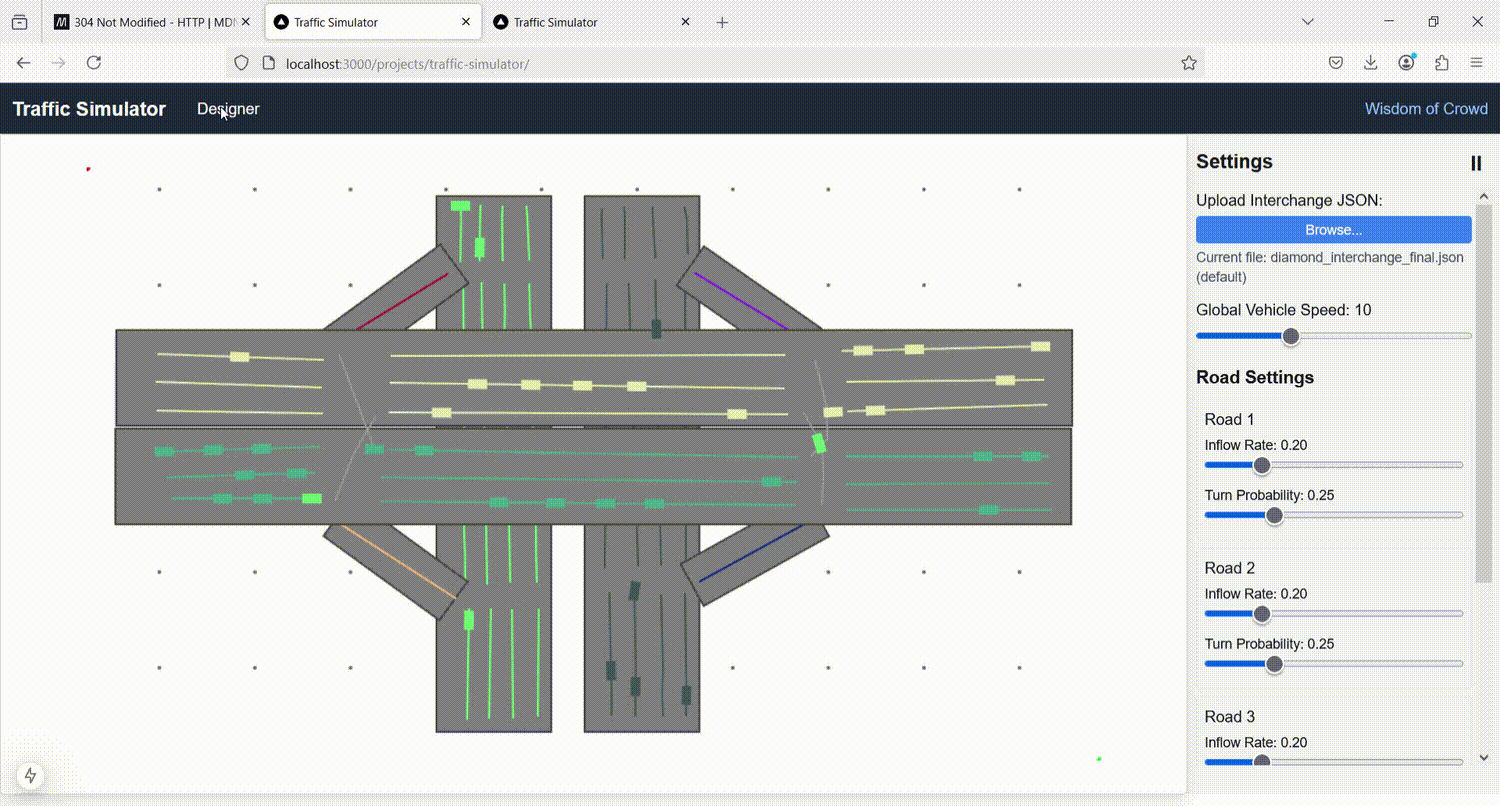 304 Not Modified - HTTP | MDN
Traffic Simulator
Traffic Simulator
localhost:3000/projects/traffic-simulator/
Traffic Simulator
Designer
Wisdom of Crowd
Settings
Upload Interchange JSON:
Browse...
Current file: diamond_interchange_final.json
(default)
Global Vehicle Speed: 10
Road Settings
Road 1
Inflow Rate: 0.20
Turn Probability: 0.25
Road 2
Inflow Rate: 0.20
Turn Probability: 0.25
Road 3
Inflow Rate: 0.20